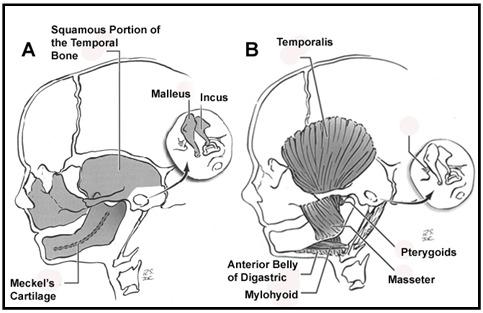 A
Squamous Portion of
the Temporal
Bone
Malleus
Incus
Meckel's
Cartilage
B
Temporalis
Pterygoids
Masseter
Anterior Belly
of Digastric
Mylohyoid